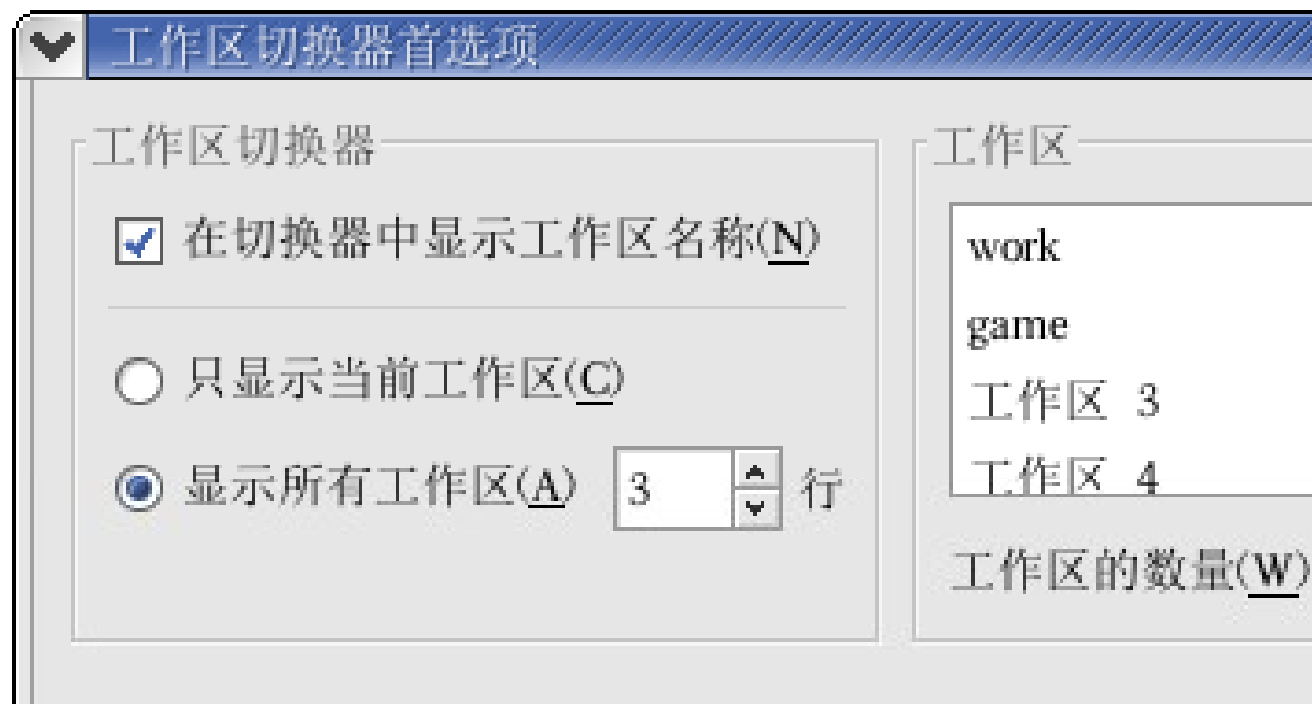 工作区切换器首选项
工作区切换器
在切换器中显示工作区名称(N)
只显示当前工作区(C)
显示所有工作区(A) 3 行
工作区
work
game
工作区 3
工作区 4
工作区的数量(W)